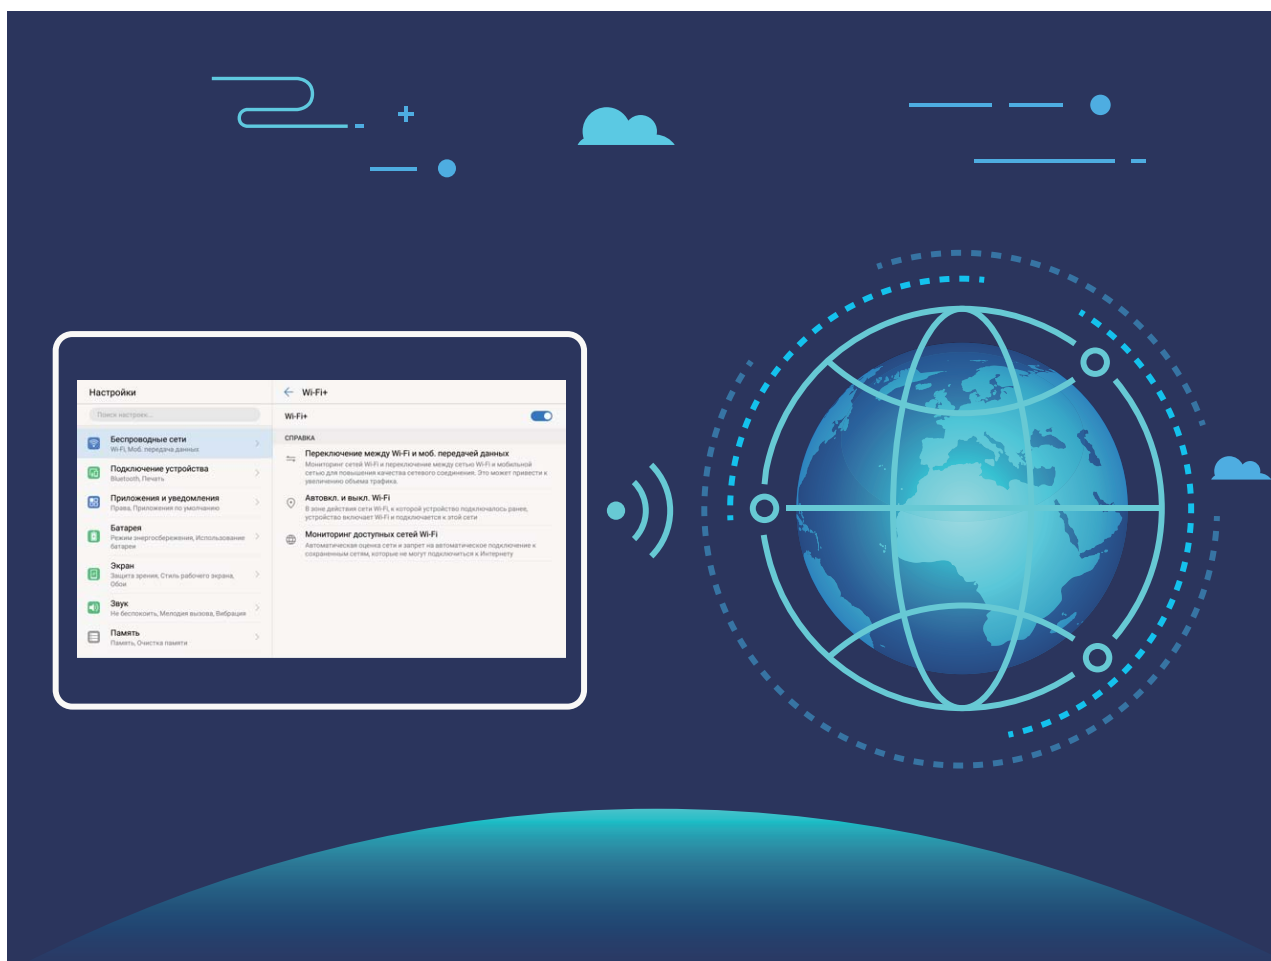 Настройки
Поиск настроек...
Беспроводные сети
Wi-Fi, Моб. передача данных
Подключение устройства
Bluetooth, Печать
Приложения и уведомления
Права, Приложения по умолчанию
Батарея
Режим энергосбережения, Использование
батареи
Экран
Защита зрения, Стиль рабочего экрана,
Обои
Звук
Не беспокоить, Мелодия вызова, Вибрация
Память
Память, Очистка памяти
Wi-Fi+
Wi-Fi+
СПРАВКА
Переключение между Wi-Fi и моб. передачей данных
Мониторинг сетей Wi-Fi и переключение между сетью Wi-Fi и мобильной
сетью для повышения качества сетевого соединения. Это может привести к
увеличению объема трафика.
Автовкл. и выкл. Wi-Fi
В зоне действия сети Wi-Fi, к которой устройство подключалось ранее,
устройство включает Wi-Fi и подключается к этой сети
Мониторинг доступных сетей Wi-Fi
Автоматическая оценка сети и запрет на автоматическое подключение к
сохраненным сетям, которые не могут подключиться к Интернету